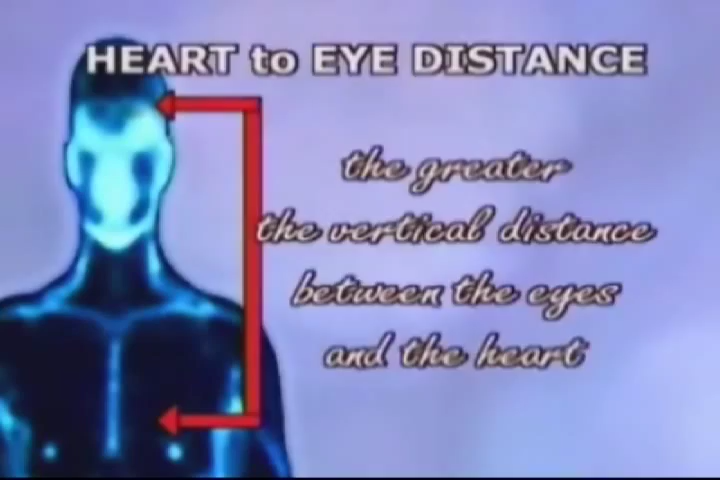 HEART to EYE DISTANCE
the greater
the vertical distance
between the eyes
and the heart